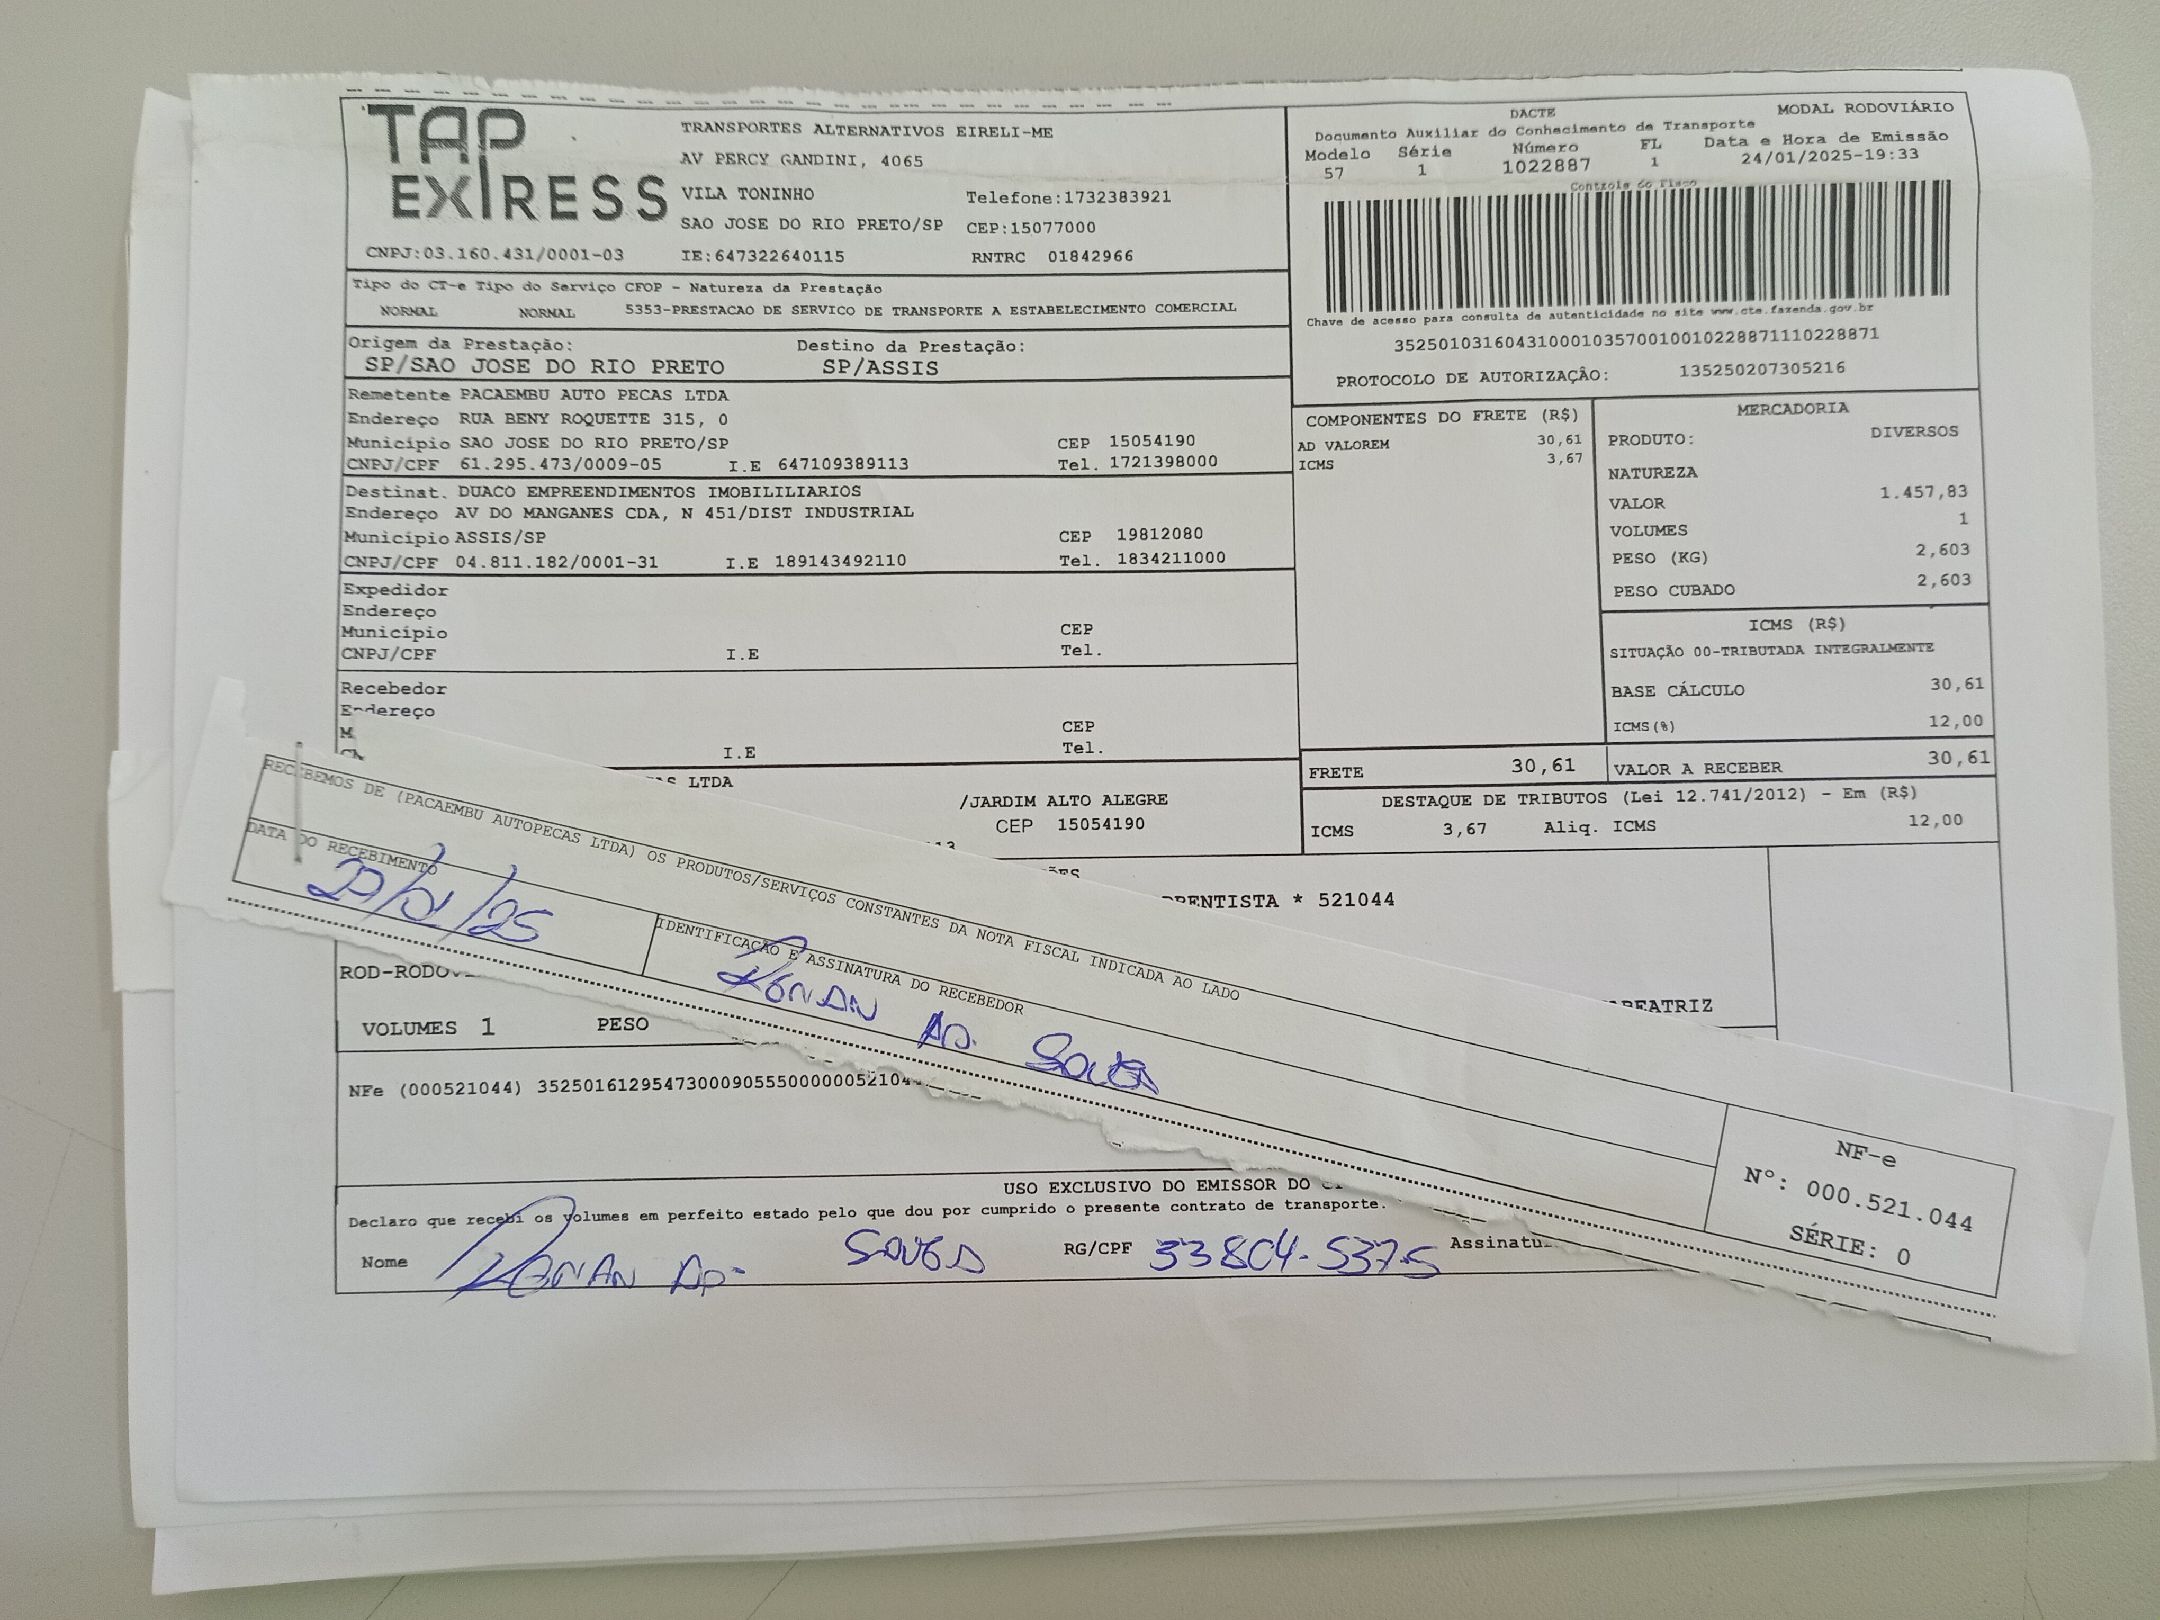 TAP EXPRESS
TRANSPORTES ALTERNATIVOS EIRELI-ME
AV PERCY GANDINI, 4065
VILA TONINHO Telefone:1732383921
SAO JOSE DO RIO PRETO/SP CEP:15077000
CNPJ:03.160.431/0001-03 IE:647322640115 RNTRC 01842966
DACTE MODAL RODOVIÁRIO
Documento Auxiliar do Conhecimento de Transporte
Modelo Série Número FL Data e Hora de Emissão
57 1 1022887 1 24/01/2025-19:33
Controle do Fisco
Chave de acesso para consulta de autenticidade no site www.cte.fazenda.gov.br
35250103160431000103570010010228871110228871
PROTOCOLO DE AUTORIZAÇÃO: 135250207305216
Tipo do CT-e Tipo do Serviço CFOP - Natureza da Prestação
NORMAL NORMAL 5353-PRESTACAO DE SERVICO DE TRANSPORTE A ESTABELECIMENTO COMERCIAL
Origem da Prestação: Destino da Prestação:
SP/SAO JOSE DO RIO PRETO SP/ASSIS
Remetente PACAEMBU AUTO PECAS LTDA
Endereço RUA BENY ROQUETTE 315, 0
Município SAO JOSE DO RIO PRETO/SP CEP 15054190
CNPJ/CPF 61.295.473/0009-05 I.E 647109389113 Tel. 1721398000
Destinat. DUACO EMPREENDIMENTOS IMOBILILIARIOS
Endereço AV DO MANGANES CDA, N 451/DIST INDUSTRIAL
Município ASSIS/SP CEP 19812080
CNPJ/CPF 04.811.182/0001-31 I.E 189143492110 Tel. 1834211000
Expedidor
Endereço
Município CEP
CNPJ/CPF I.E Tel.
Recebedor
Endereço
CEP
I.E Tel.
LTDA
/JARDIM ALTO ALEGRE
CEP 15054190
COMPONENTES DO FRETE (R$)
AD VALOREM 30,61
ICMS 3,67
MERCADORIA
PRODUTO: DIVERSOS
NATUREZA
VALOR 1.457,83
VOLUMES 1
PESO (KG) 2,603
PESO CUBADO 2,603
ICMS (R$)
SITUAÇÃO 00-TRIBUTADA INTEGRALMENTE
BASE CÁLCULO 30,61
ICMS(%) 12,00
FRETE 30,61 VALOR A RECEBER 30,61
DESTAQUE DE TRIBUTOS (Lei 12.741/2012) - Em (R$)
ICMS 3,67 Aliq. ICMS 12,00
* 521044
BEATRIZ
VOLUMES 1 PESO
NFe (000521044)
RECEBEMOS DE (PACAEMBU AUTOPECAS LTDA) OS PRODUTOS/SERVIÇOS CONSTANTES DA NOTA FISCAL INDICADA AO LADO
DATA DO RECEBIMENTO IDENTIFICAÇÃO E ASSINATURA DO RECEBEDOR
/25 Renan Ap. Souza
NF-e
N°: 000.521.044
SÉRIE: 0
USO EXCLUSIVO DO EMISSOR DO
Declaro que recebi os volumes em perfeito estado pelo que dou por cumprido o presente contrato de transporte.
Nome Renan Ap. Souza RG/CPF 33804-5375